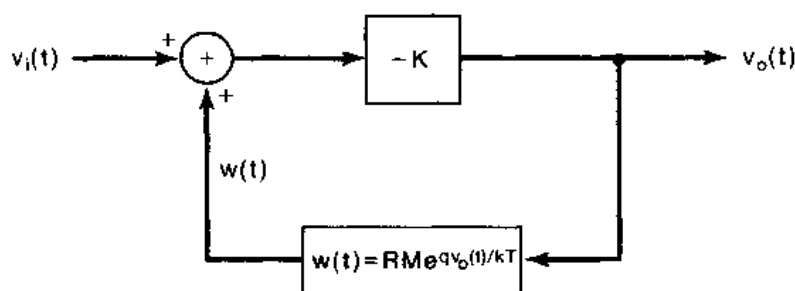 +
vᵢ(t)
+
−K
vₒ(t)
+
w(t)
w(t)=RMe^{qvₒ(t)/kT}